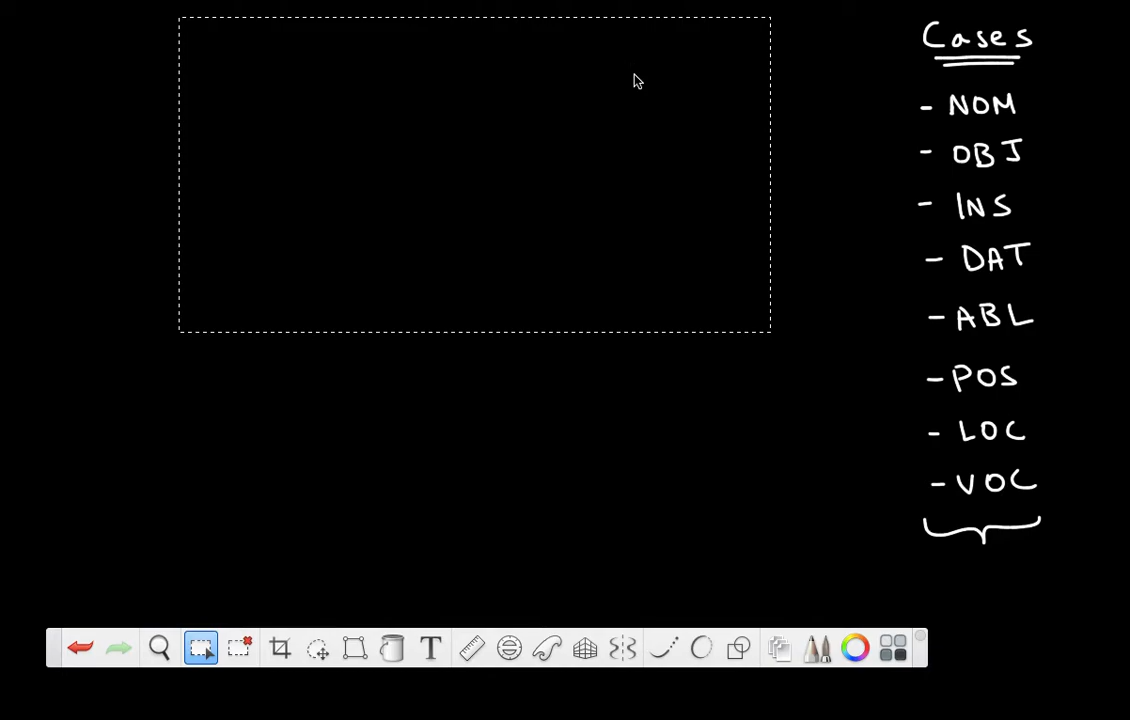 Cases
- NOM
- OBJ
- INS
- DAT
- ABL
- POS
- LOC
- VOC
T